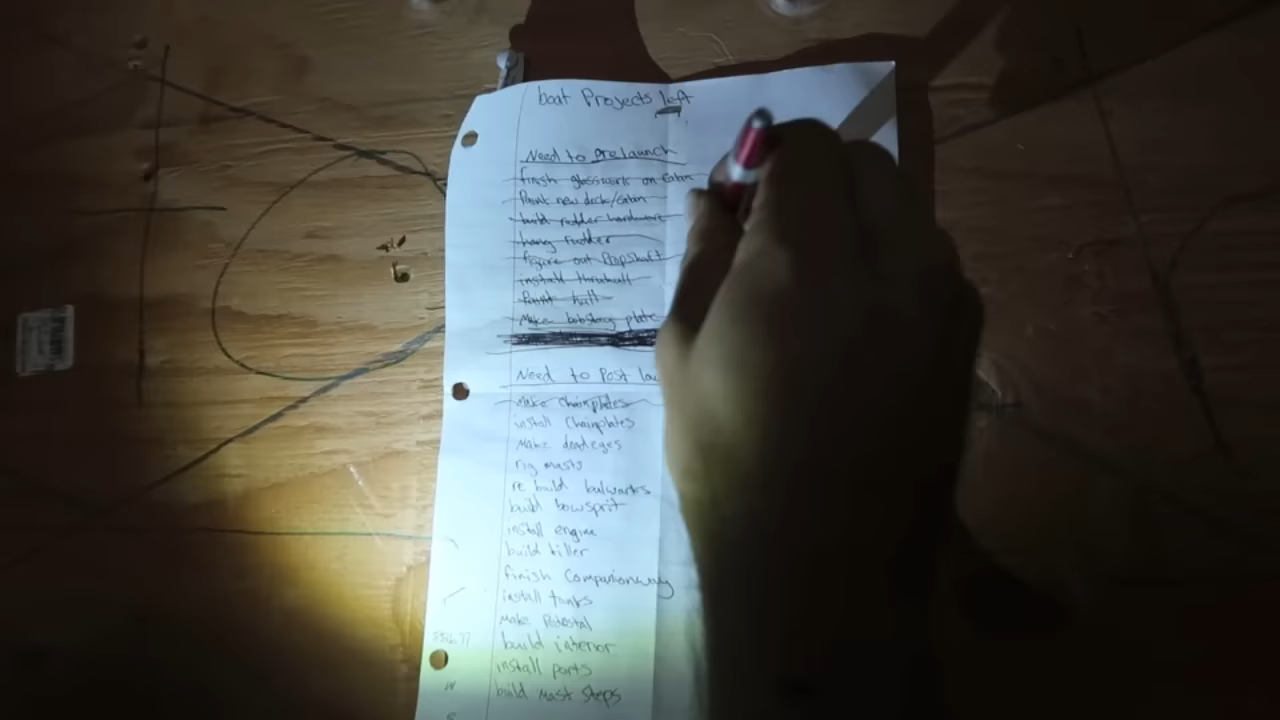 boat Projects left
Need to Prelaunch
finish glasswork on Cabin
Paint new deck/Cabin
build rudder hardware
hang rudder
figure out Propshaft
install thruhull
Paint hull
Make bobstay plate
Need to Post lau
Make Chainplates
install Chainplates
Make deadeyes
rig masts
re build bulwarks
build bowsprit
install engine
build tiller
finish Companionway
install tanks
Make
build interior
install ports
build Mast Steps